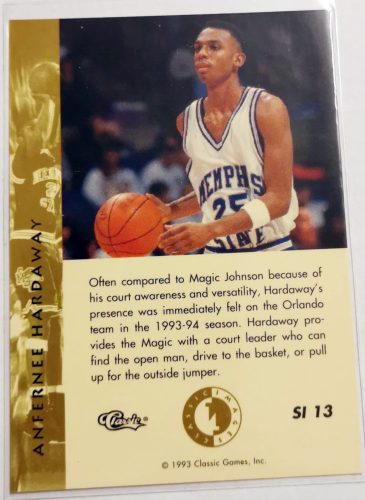 MEMPHIS
25
STATE
ANFERNEE HARDAWAY
Often compared to Magic Johnson because of
his court awareness and versatility, Hardaway's
presence was immediately felt on the Orlando
team in the 1993-94 season. Hardaway pro-
vides the Magic with a court leader who can
find the open man, drive to the basket, or pull
up for the outside jumper.
Classic®
CLASSIC IMAGES
SI 13
© 1993 Classic Games, Inc.